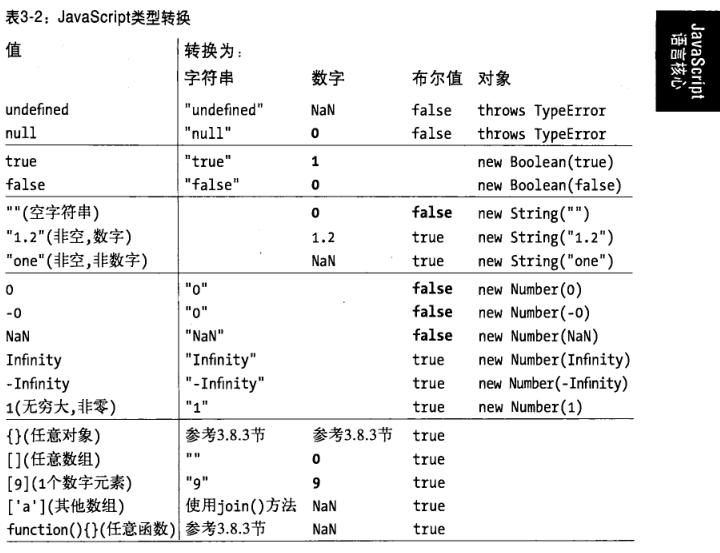 表3-2：JavaScript类型转换
值 转换为：
字符串 数字 布尔值 对象
undefined "undefined" NaN false throws TypeError
null "null" 0 false throws TypeError
true "true" 1 new Boolean(true)
false "false" 0 new Boolean(false)
""(空字符串) 0 false new String("")
"1.2"(非空,数字) 1.2 true new String("1.2")
"one"(非空,非数字) NaN true new String("one")
0 "0" false new Number(0)
-0 "0" false new Number(-0)
NaN "NaN" false new Number(NaN)
Infinity "Infinity" true new Number(Infinity)
-Infinity "-Infinity" true new Number(-Infinity)
1(无穷大,非零) "1" true new Number(1)
{}(任意对象) 参考3.8.3节 参考3.8.3节 true
[](任意数组) "" 0 true
[9](1个数字元素) "9" 9 true
['a'](其他数组) 使用join()方法 NaN true
function(){}(任意函数) 参考3.8.3节 NaN true
JavaScript
语言核心